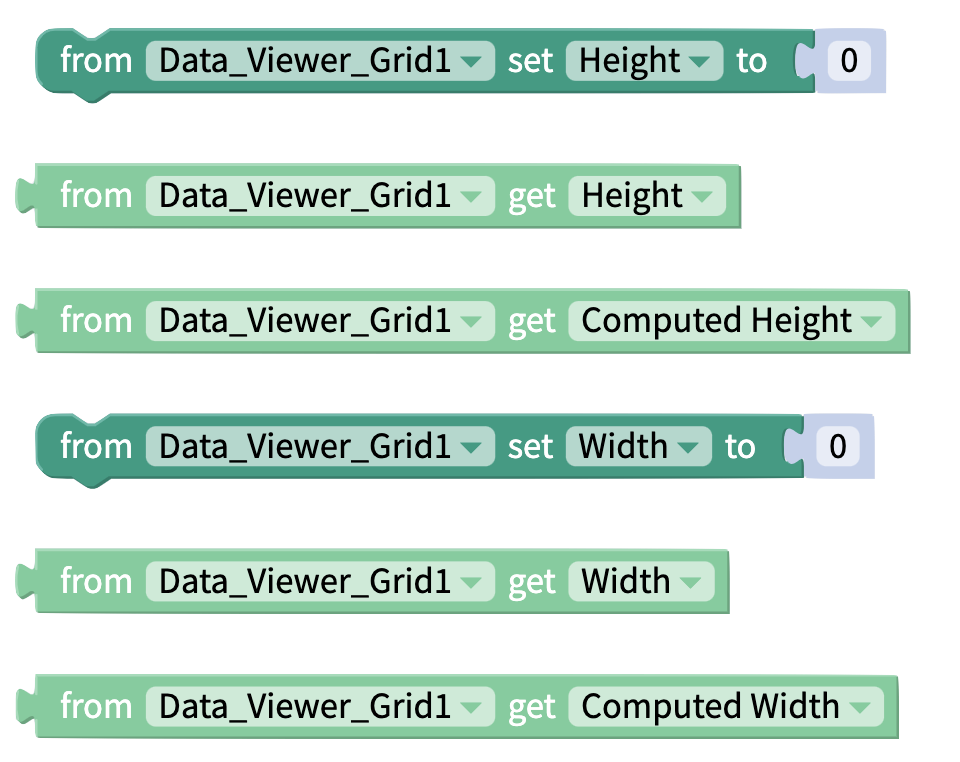 from Data_Viewer_Grid1 set Height to 0
from Data_Viewer_Grid1 get Height
from Data_Viewer_Grid1 get Computed Height
from Data_Viewer_Grid1 set Width to 0
from Data_Viewer_Grid1 get Width
from Data_Viewer_Grid1 get Computed Width